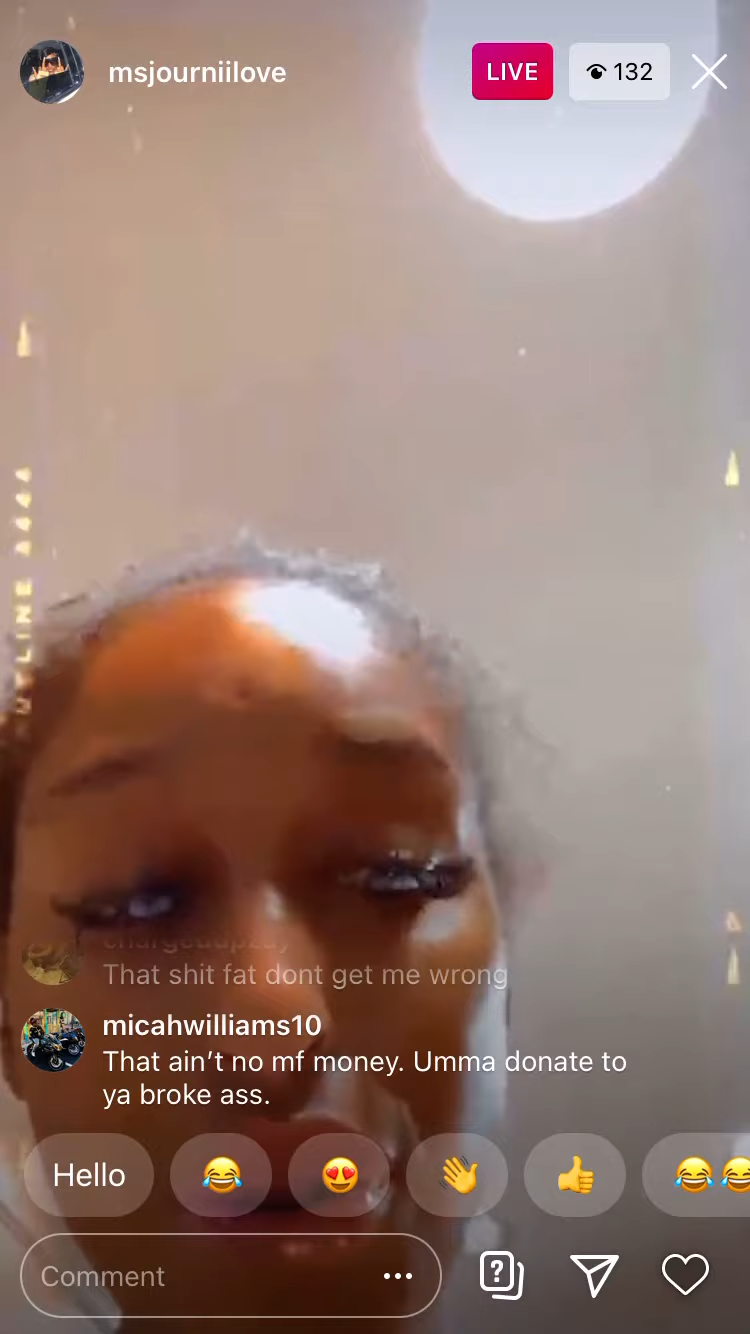 msjourniilove
LIVE
132
That shit fat dont get me wrong
micahwilliams10
That ain’t no mf money. Umma donate to
ya broke ass.
Hello
Comment